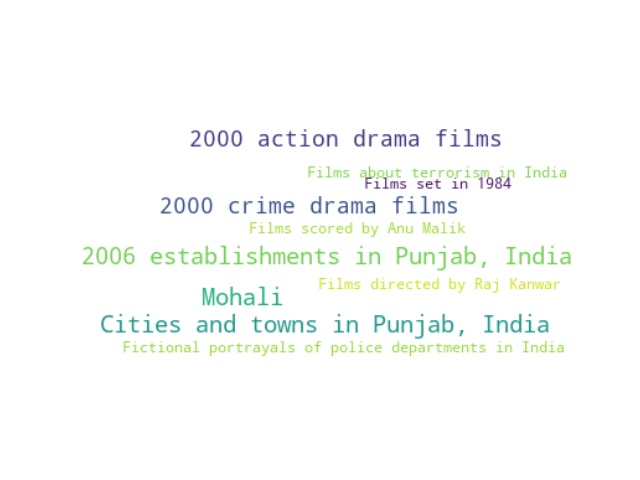 2000 action drama films
Films about terrorism in India
Films set in 1984
2000 crime drama films
Films scored by Anu Malik
2006 establishments in Punjab, India
Films directed by Raj Kanwar
Mohali
Cities and towns in Punjab, India
Fictional portrayals of police departments in India